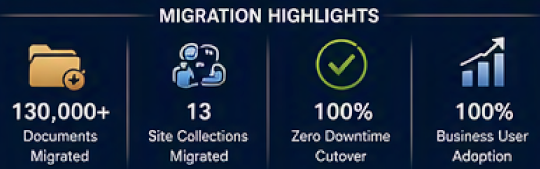 MIGRATION HIGHLIGHTS
130,000+
Documents
Migrated
13
Site Collections
Migrated
100%
Zero Downtime
Cutover
100%
Business User
Adoption